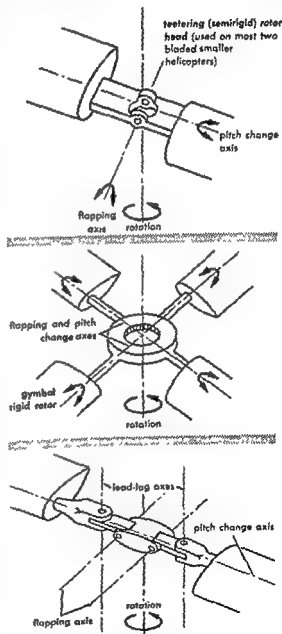 teetering (semirigid) rotor
head (used on most two
bladed smaller
helicopters)
pitch change
axis
flapping
axis
rotation
flapping and pitch
change axes
gymbal
rigid rotor
rotation
lead-lag axes
pitch change axis
flapping axis
rotation